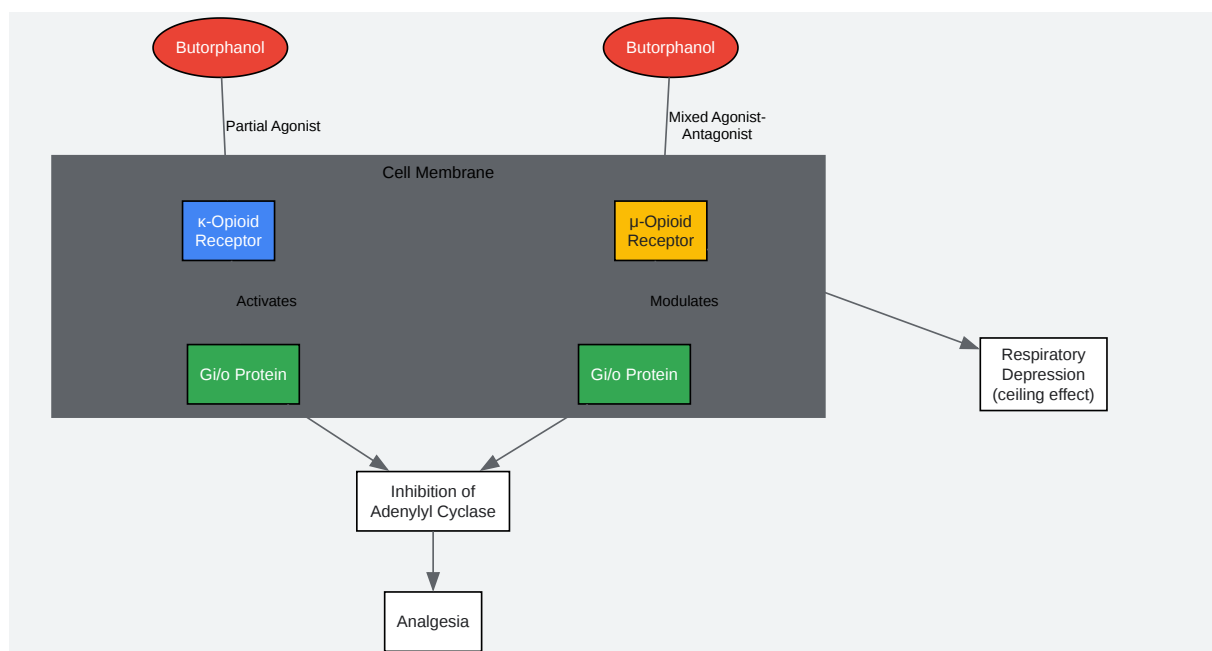 Butorphanol
Butorphanol
Partial Agonist
Mixed Agonist-
Antagonist
Cell Membrane
κ-Opioid
Receptor
μ-Opioid
Receptor
Activates
Modulates
Gi/o Protein
Gi/o Protein
Respiratory
Depression
(ceiling effect)
Inhibition of
Adenylyl Cyclase
Analgesia